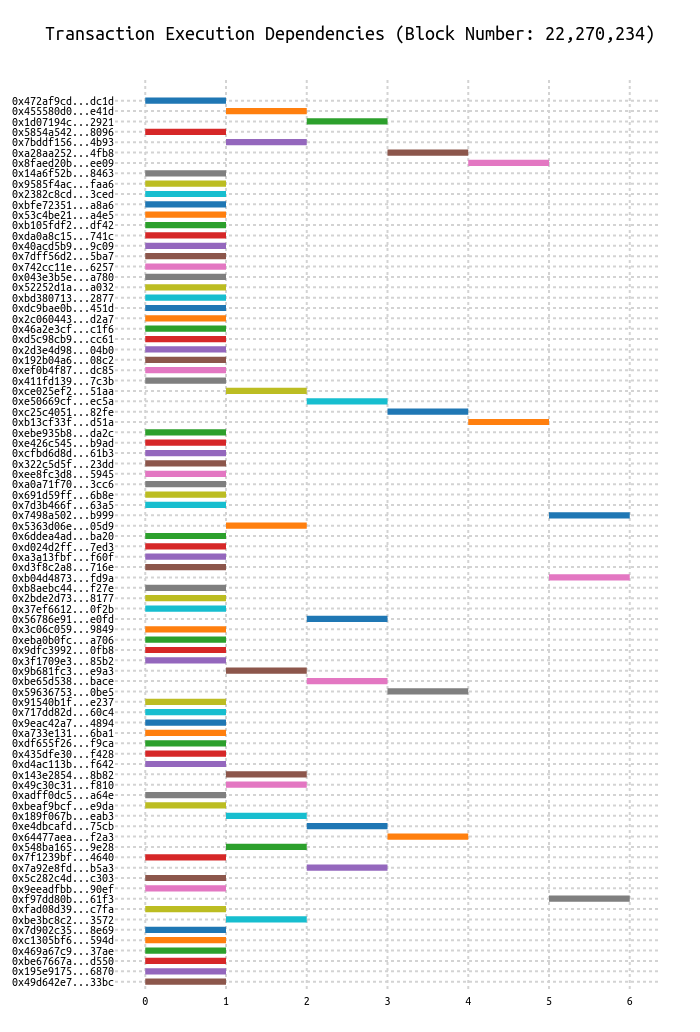 Transaction Execution Dependencies (Block Number: 22,270,234)
0x472af9cd...dc1d
0x455580d0...e41d
0x1d07194c...2921
0x5854a542...8096
0x7bddf156...4b93
0xa28aa252...4fb8
0x8faed20b...ee09
0x14a6f52b...8463
0x9585f4ac...faa6
0x2382c8cd...3ced
0xbfe72351...a8a6
0x53c4be21...a4e5
0xb105fdf2...df42
0xda0a8c15...741c
0x40acd5b9...9c09
0x7dff56d2...5ba7
0x742cc11e...6257
0x043e3b5e...a780
0x52252d1a...a032
0xbd380713...2877
0xdc9bae0b...451d
0x2c060443...d2a7
0x46a2e3cf...c1f6
0xd5c98cb9...cc61
0x2d3e4d98...04b0
0x192b04a6...08c2
0xef0b4f87...dc85
0x411fd139...7c3b
0xce025ef2...51aa
0xe50669cf...ec5a
0xc25c4051...82fe
0xb13cf33f...d51a
0xebe935b8...da2c
0xe426c545...b9ad
0xcfbd6d8d...61b3
0x322c5d5f...23dd
0xee8fc3d8...5945
0xa0a71f70...3cc6
0x691d59ff...6b8e
0x7d3b466f...63a5
0x7498a502...b999
0x5363d06e...05d9
0x6ddea4ad...ba20
0xd024d2ff...7ed3
0xa3a13fbf...f60f
0xd3f8c2a8...716e
0xb04d4873...fd9a
0xb8aebc44...f27e
0x2bde2d73...8177
0x37ef6612...0f2b
0x56786e91...e0fd
0x3c06c059...9849
0xeba0b0fc...a706
0x9dfc3992...0fb8
0x3f1709e3...85b2
0x9b681fc3...e9a3
0xbe65d538...bace
0x59636753...0be5
0x91540b1f...e237
0x717dd82d...60c4
0x9eac42a7...4894
0xa733e131...6ba1
0xdf655f26...f9ca
0x435dfe30...f428
0xd4ac113b...f642
0x143e2854...8b82
0x49c30c31...f810
0xadff0dc5...a64e
0xbeaf9bcf...e9da
0x189f067b...eab3
0xe4dbcafd...75cb
0x64477aea...f2a3
0x548ba165...9e28
0x7f1239bf...4640
0x7a92e8fd...b5a3
0x5c282c4d...c303
0x9eeadfbb...90ef
0xf97dd80b...61f3
0xfad08d39...c7fa
0xbe3bc8c2...3572
0x7d902c35...8e69
0xc1305bf6...594d
0x469a67c9...37ae
0xbe67667a...d550
0x195e9175...6870
0x49d642e7...33bc
0 1 2 3 4 5 6